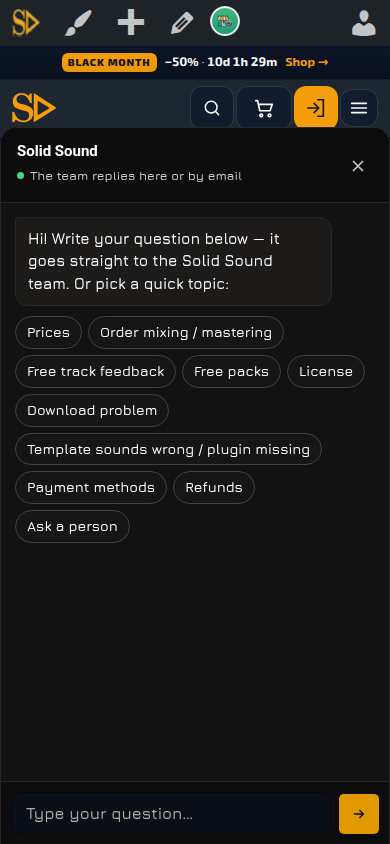 BLACK MONTH −50% · 10d 1h 29m Shop →
Solid Sound
The team replies here or by email
Hi! Write your question below — it
goes straight to the Solid Sound
team. Or pick a quick topic:
Prices
Order mixing / mastering
Free track feedback
Free packs
License
Download problem
Template sounds wrong / plugin missing
Payment methods
Refunds
Ask a person
Type your question...